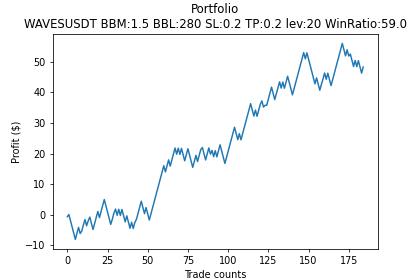 Portfolio
WAVESUSDT BBM:1.5 BBL:280 SL:0.2 TP:0.2 lev:20 WinRatio:59.0
50
40
30
20
10
0
−10
Profit ($)
0 25 50 75 100 125 150 175
Trade counts